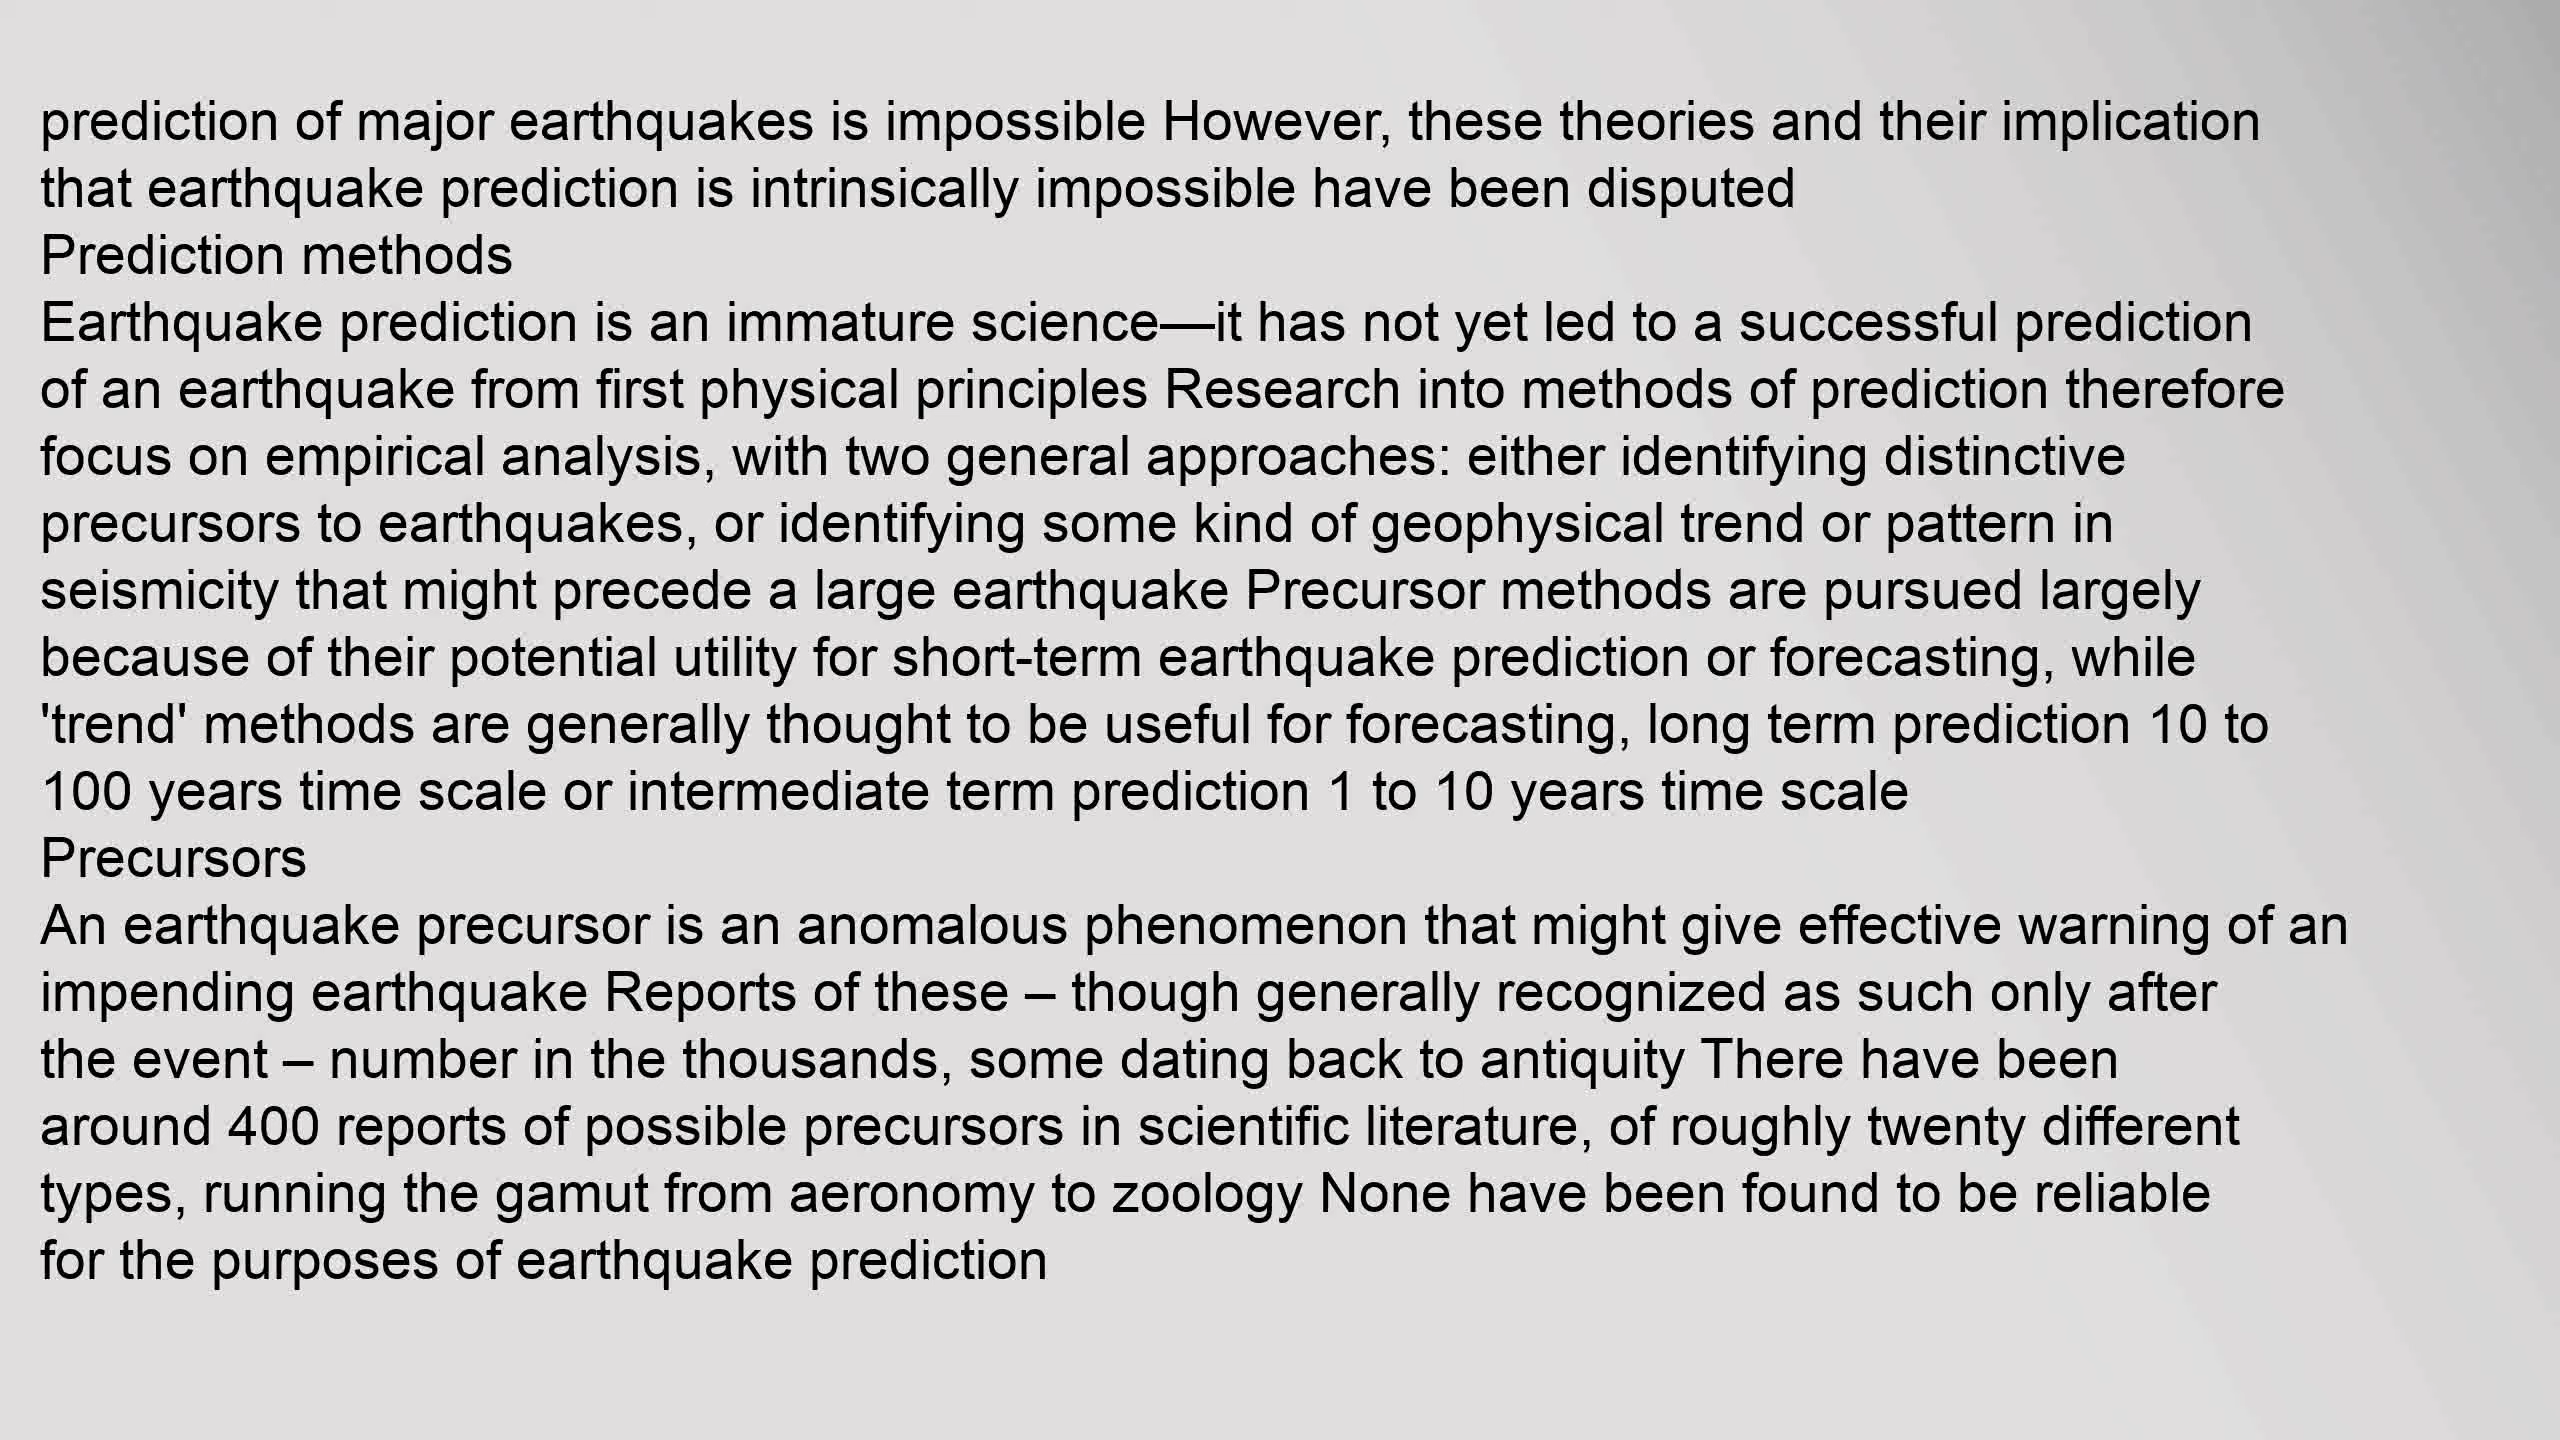 prediction of major earthquakes is impossible However, these theories and their implication
that earthquake prediction is intrinsically impossible have been disputed
Prediction methods
Earthquake prediction is an immature science—it has not yet led to a successful prediction
of an earthquake from first physical principles Research into methods of prediction therefore
focus on empirical analysis, with two general approaches: either identifying distinctive
precursors to earthquakes, or identifying some kind of geophysical trend or pattern in
seismicity that might precede a large earthquake Precursor methods are pursued largely
because of their potential utility for short-term earthquake prediction or forecasting, while
'trend' methods are generally thought to be useful for forecasting, long term prediction 10 to
100 years time scale or intermediate term prediction 1 to 10 years time scale
Precursors
An earthquake precursor is an anomalous phenomenon that might give effective warning of an
impending earthquake Reports of these – though generally recognized as such only after
the event – number in the thousands, some dating back to antiquity There have been
around 400 reports of possible precursors in scientific literature, of roughly twenty different
types, running the gamut from aeronomy to zoology None have been found to be reliable
for the purposes of earthquake prediction